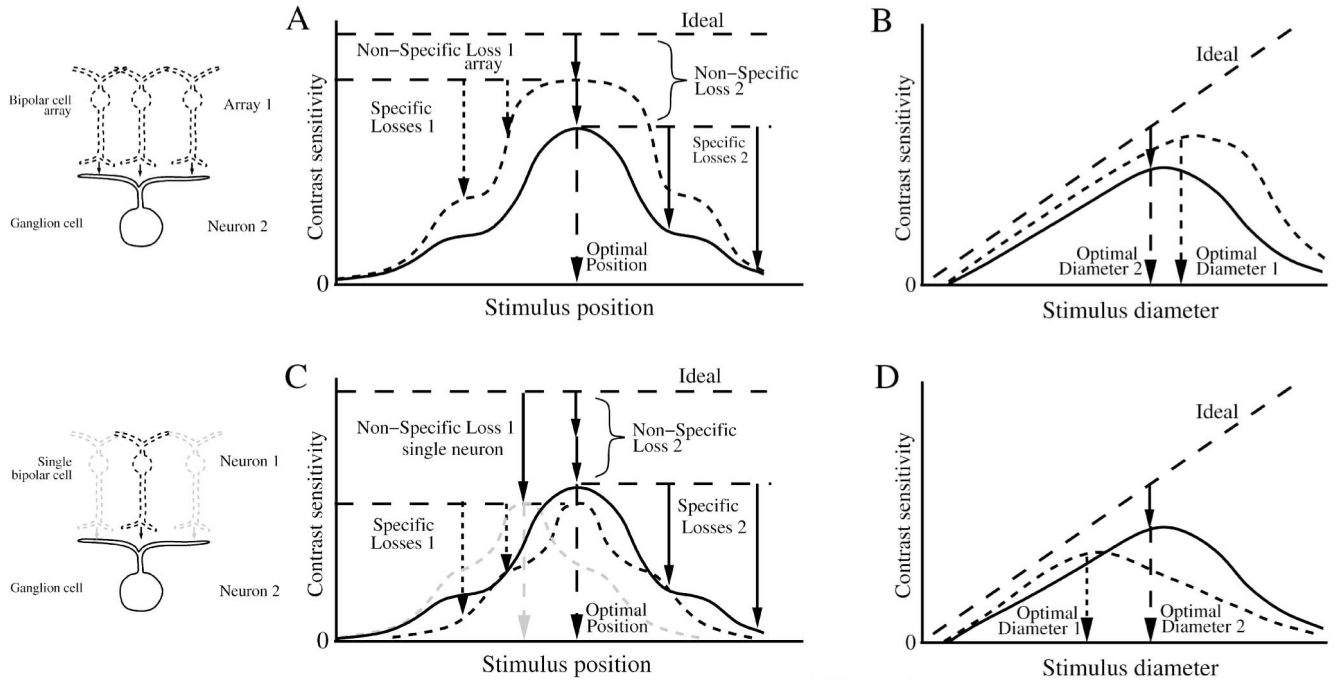 A
Ideal
Non-Specific Loss 1
array
Non-Specific
Loss 2
Specific
Losses 1
Specific
Losses 2
Optimal
Position
Contrast sensitivity
0
Stimulus position
Bipolar cell
array
Array 1
Ganglion cell
Neuron 2
B
Ideal
Contrast sensitivity
Optimal
Diameter 2
Optimal
Diameter 1
0
Stimulus diameter
C
Ideal
Non-Specific Loss 1
single neuron
Non-Specific
Loss 2
Specific
Losses 1
Specific
Losses 2
Optimal
Position
Contrast sensitivity
0
Stimulus position
Single
bipolar cell
Neuron 1
Ganglion cell
Neuron 2
D
Ideal
Contrast sensitivity
Optimal
Diameter 1
Optimal
Diameter 2
0
Stimulus diameter